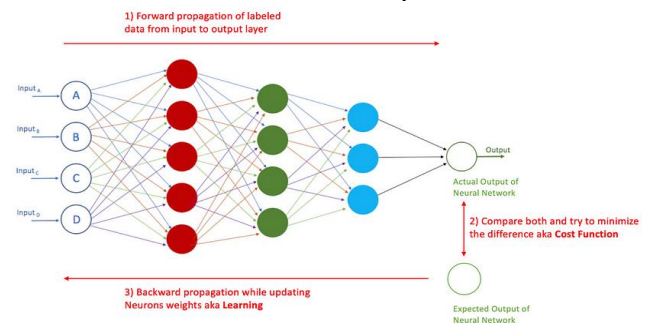 1) Forward propagation of labeled
data from input to output layer
Input A
A
Input B
B
Input C
C
Input D
D
Output
Actual Output of
Neural Network
2) Compare both and try to minimize
the difference aka Cost Function
3) Backward propagation while updating
Neurons weights aka Learning
Expected Output of
Neural Network